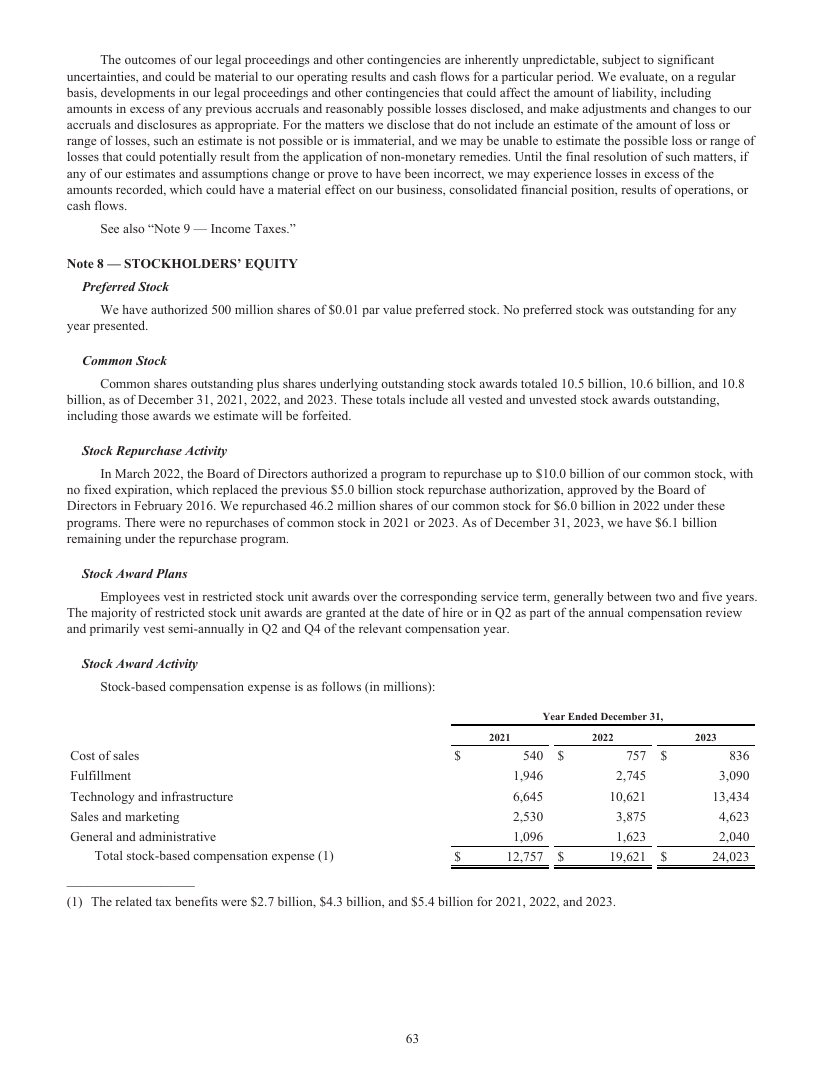 The outcomes of our legal proceedings and other contingencies are inherently unpredictable, subject to significant
uncertainties, and could be material to our operating results and cash flows for a particular period. We evaluate, on a regular
basis, developments in our legal proceedings and other contingencies that could affect the amount of liability, including
amounts in excess of any previous accruals and reasonably possible losses disclosed, and make adjustments and changes to our
accruals and disclosures as appropriate. For the matters we disclose that do not include an estimate of the amount of loss or
range of losses, such an estimate is not possible or is immaterial, and we may be unable to estimate the possible loss or range of
losses that could potentially result from the application of non-monetary remedies. Until the final resolution of such matters, if
any of our estimates and assumptions change or prove to have been incorrect, we may experience losses in excess of the
amounts recorded, which could have a material effect on our business, consolidated financial position, results of operations, or
cash flows.
See also “Note 9 — Income Taxes.”
Note 8 — STOCKHOLDERS’ EQUITY
Preferred Stock
We have authorized 500 million shares of $0.01 par value preferred stock. No preferred stock was outstanding for any
year presented.
Common Stock
Common shares outstanding plus shares underlying outstanding stock awards totaled 10.5 billion, 10.6 billion, and 10.8
billion, as of December 31, 2021, 2022, and 2023. These totals include all vested and unvested stock awards outstanding,
including those awards we estimate will be forfeited.
Stock Repurchase Activity
In March 2022, the Board of Directors authorized a program to repurchase up to $10.0 billion of our common stock, with
no fixed expiration, which replaced the previous $5.0 billion stock repurchase authorization, approved by the Board of
Directors in February 2016. We repurchased 46.2 million shares of our common stock for $6.0 billion in 2022 under these
programs. There were no repurchases of common stock in 2021 or 2023. As of December 31, 2023, we have $6.1 billion
remaining under the repurchase program.
Stock Award Plans
Employees vest in restricted stock unit awards over the corresponding service term, generally between two and five years.
The majority of restricted stock unit awards are granted at the date of hire or in Q2 as part of the annual compensation review
and primarily vest semi-annually in Q2 and Q4 of the relevant compensation year.
Stock Award Activity
Stock-based compensation expense is as follows (in millions):
Year Ended December 31,
2021 2022 2023
Cost of sales $ 540 $ 757 $ 836
Fulfillment 1,946 2,745 3,090
Technology and infrastructure 6,645 10,621 13,434
Sales and marketing 2,530 3,875 4,623
General and administrative 1,096 1,623 2,040
Total stock-based compensation expense (1) $ 12,757 $ 19,621 $ 24,023
(1) The related tax benefits were $2.7 billion, $4.3 billion, and $5.4 billion for 2021, 2022, and 2023.
63